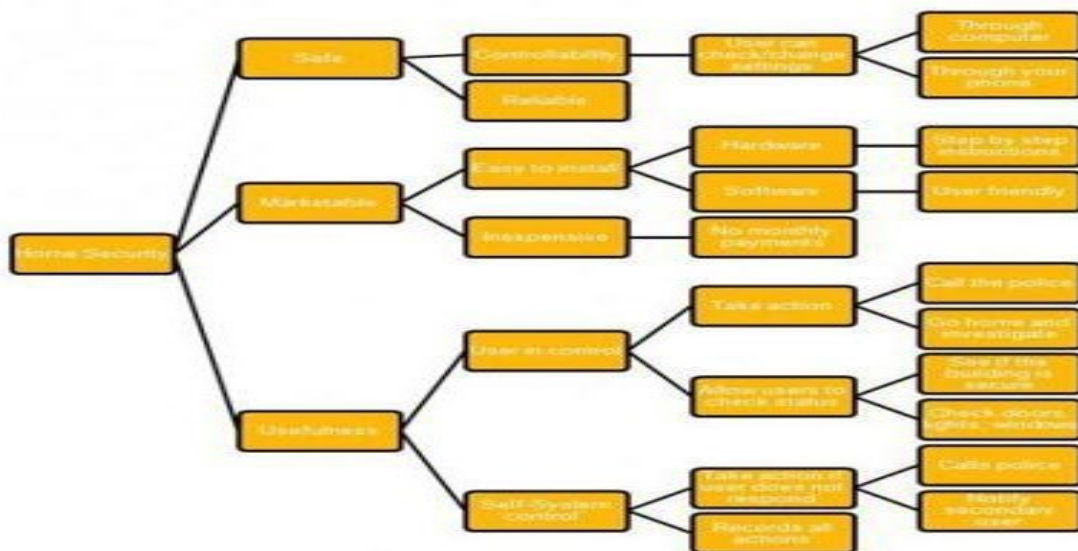 Through
computer
Safe
Controllability
User can
check/change
settings
Through your
phone
Reliable
Hardware
Step by step
instructions
Easy to install
Marketable
Software
User friendly
Inexpensive
No monthly
payments
Home Security
Take action
Call the police
Go home and
investigate
User in control
See if the
building is
secure
Allow users to
check status
Usefulness
Check doors,
lights, windows
Calls police
Take action if
user does not
respond
Self-System
control
Notify
secondary
user
Records all
actions